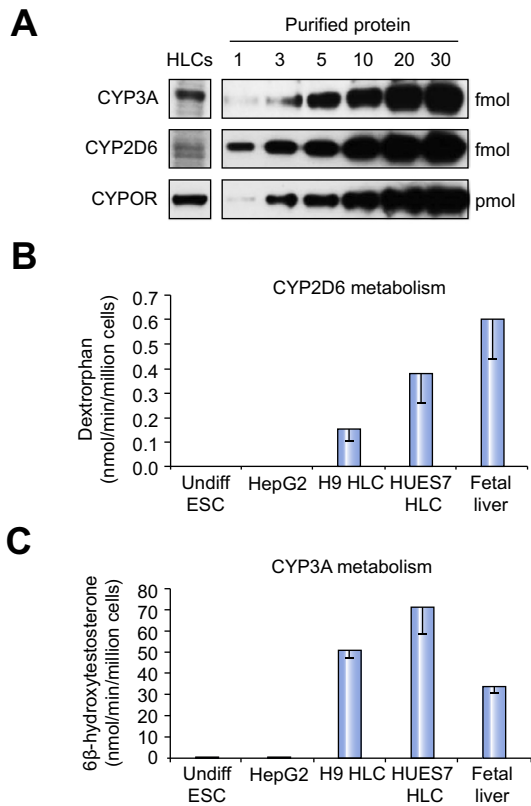 A
Purified protein
HLCs 1 3 5 10 20 30
CYP3A fmol
CYP2D6 fmol
CYPOR pmol
B
CYP2D6 metabolism
Dextrorphan
(nmol/min/million cells)
0.7
0.6
0.5
0.4
0.3
0.2
0.1
0.0
Undiff HepG2 H9 HLC HUES7 Fetal
ESC HLC liver
C
CYP3A metabolism
6β-hydroxytestosterone
(nmol/min/million cells)
80
70
60
50
40
30
20
10
0
Undiff HepG2 H9 HLC HUES7 Fetal
ESC HLC liver